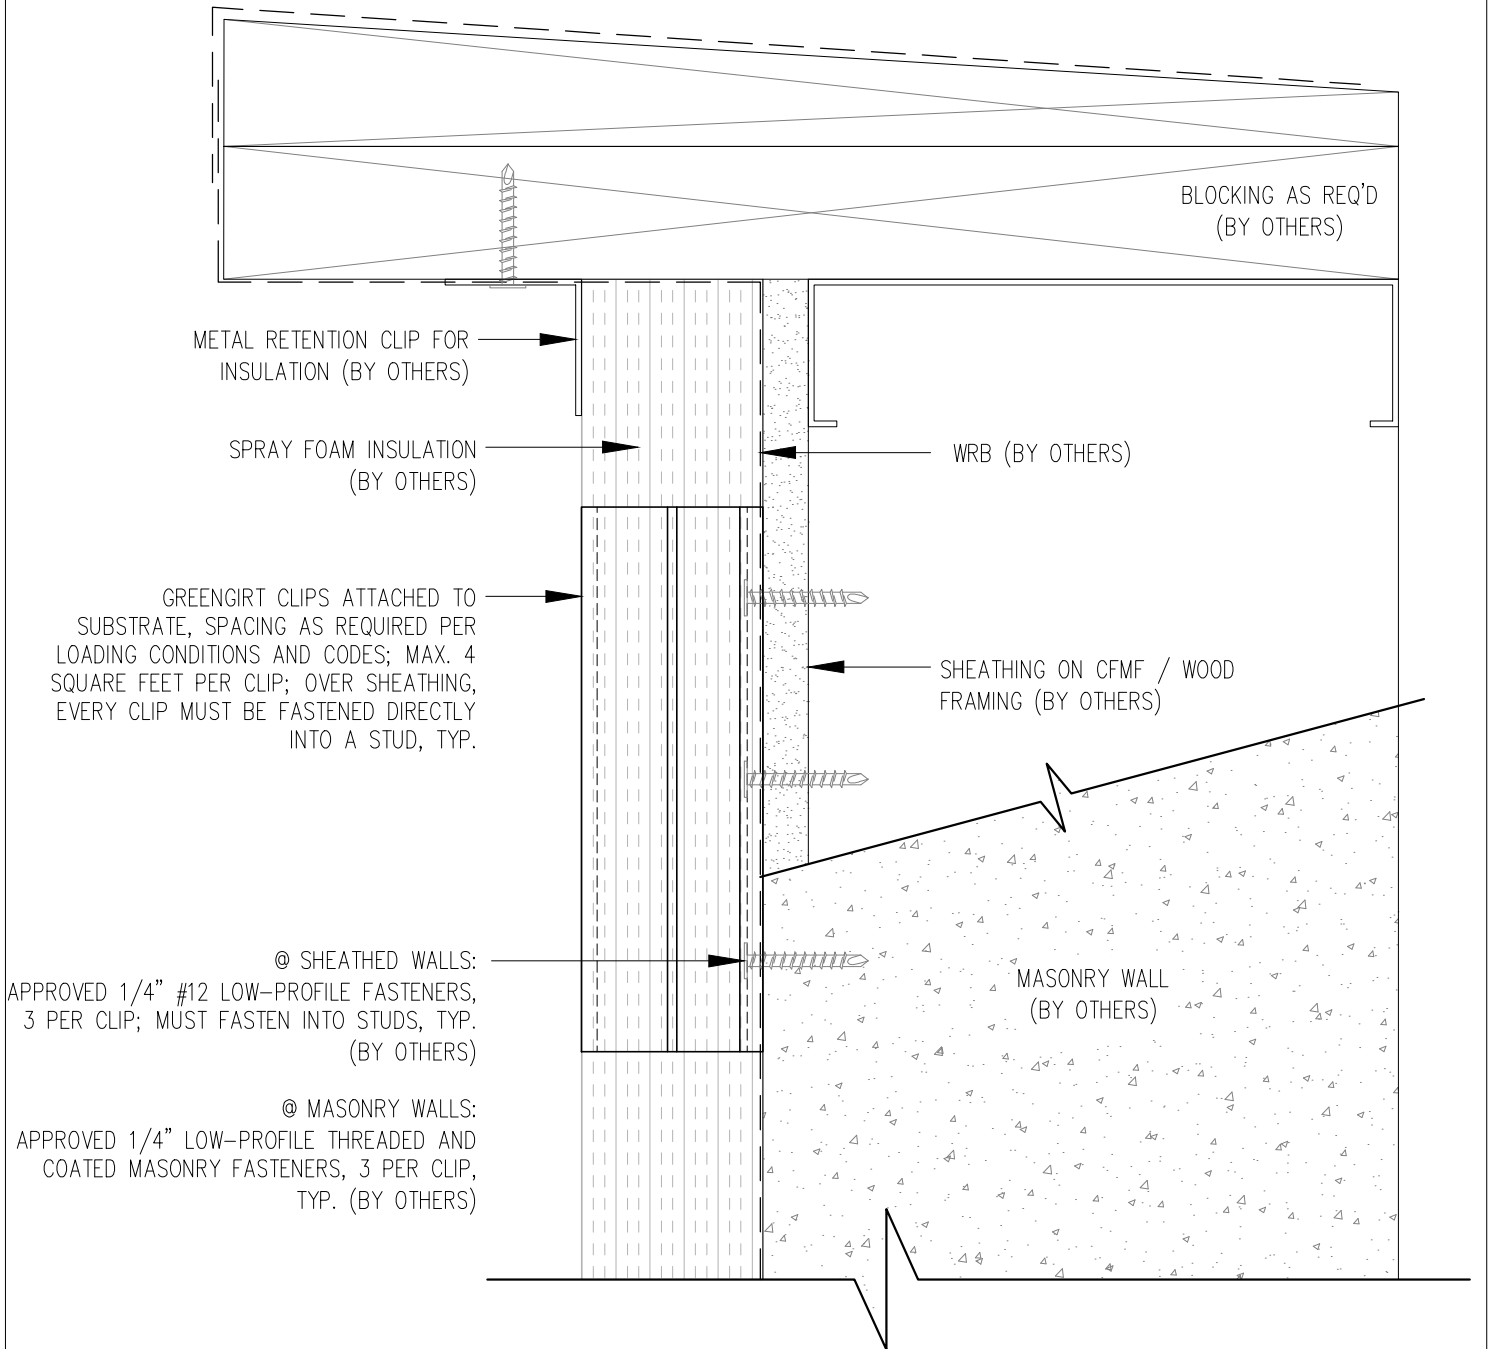 BLOCKING AS REQ'D
(BY OTHERS)
METAL RETENTION CLIP FOR
INSULATION (BY OTHERS)
SPRAY FOAM INSULATION
(BY OTHERS)
WRB (BY OTHERS)
GREENGIRT CLIPS ATTACHED TO
SUBSTRATE, SPACING AS REQUIRED PER
LOADING CONDITIONS AND CODES; MAX. 4
SQUARE FEET PER CLIP; OVER SHEATHING,
EVERY CLIP MUST BE FASTENED DIRECTLY
INTO A STUD, TYP.
SHEATHING ON CFMF / WOOD
FRAMING (BY OTHERS)
@ SHEATHED WALLS:
APPROVED 1/4" #12 LOW-PROFILE FASTENERS,
3 PER CLIP; MUST FASTEN INTO STUDS, TYP.
(BY OTHERS)
MASONRY WALL
(BY OTHERS)
@ MASONRY WALLS:
APPROVED 1/4" LOW-PROFILE THREADED AND
COATED MASONRY FASTENERS, 3 PER CLIP,
TYP. (BY OTHERS)